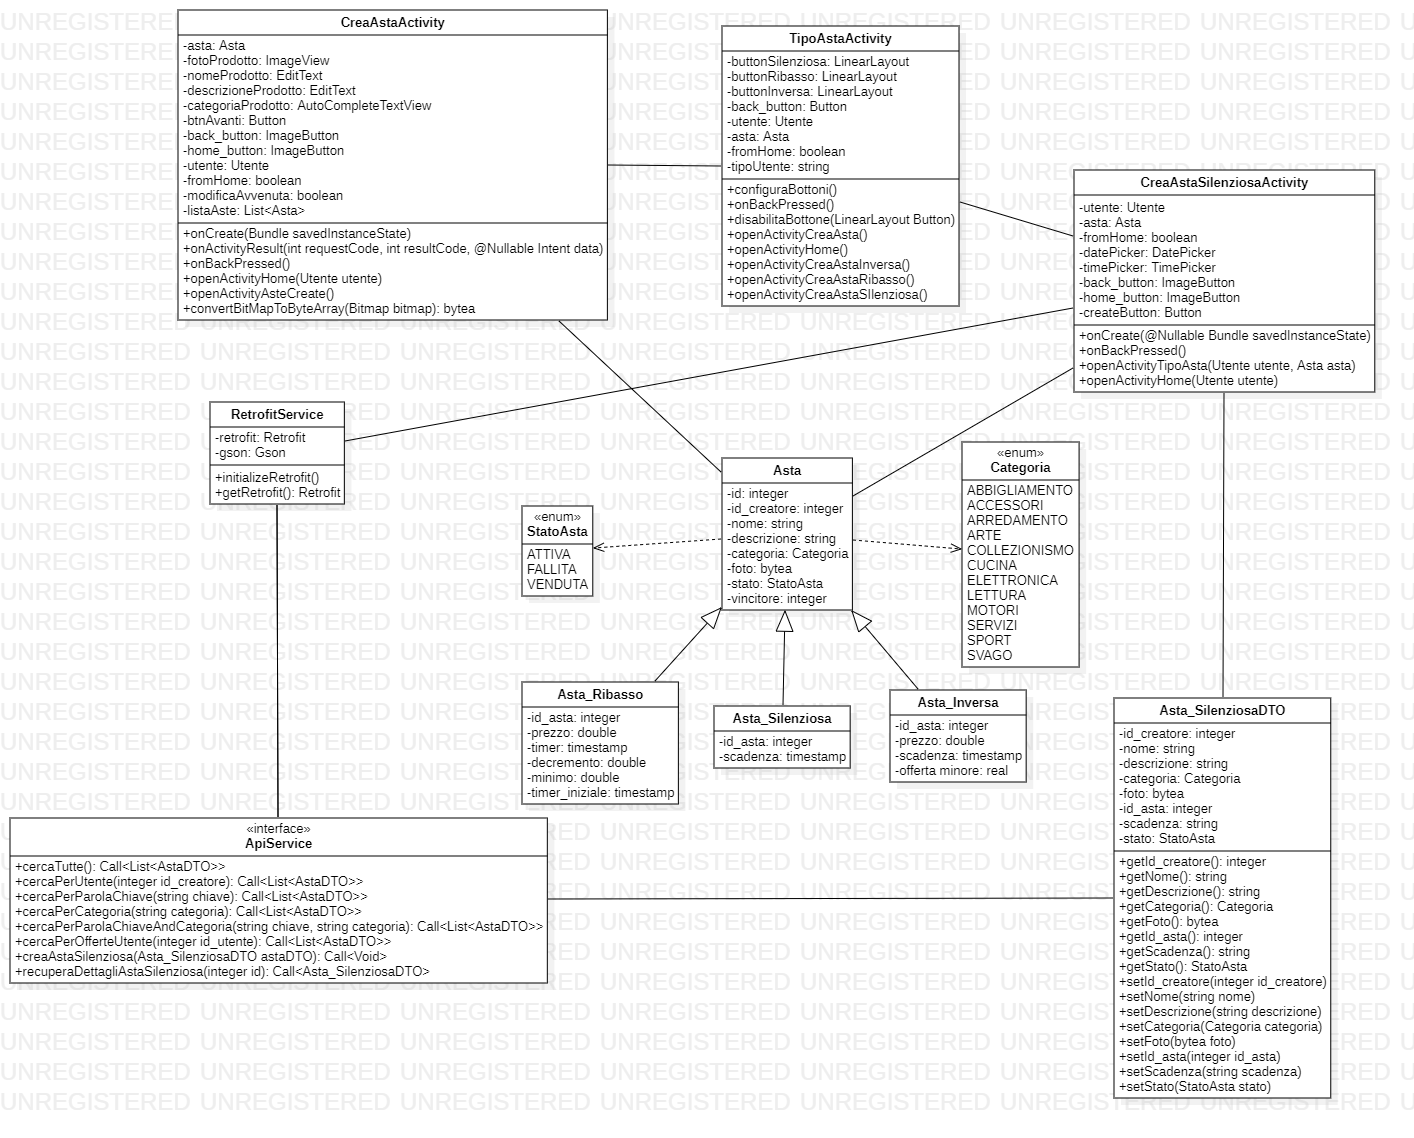 CreaAstaActivity
-asta: Asta
-fotoProdotto: ImageView
-nomeProdotto: EditText
-descrizioneProdotto: EditText
-categoriaProdotto: AutoCompleteTextView
-btnAvanti: Button
-back_button: ImageButton
-home_button: ImageButton
-utente: Utente
-fromHome: boolean
-modificaAvvenuta: boolean
-listaAste: List<Asta>
+onCreate(Bundle savedInstanceState)
+onActivityResult(int requestCode, int resultCode, @Nullable Intent data)
+onBackPressed()
+openActivityHome(Utente utente)
+openActivityAsteCreate()
+convertBitMapToByteArray(Bitmap bitmap): bytea
TipoAstaActivity
-buttonSilenziosa: LinearLayout
-buttonRibasso: LinearLayout
-buttonInversa: LinearLayout
-back_button: Button
-utente: Utente
-asta: Asta
-fromHome: boolean
-tipoUtente: string
+configuraBottoni()
+onBackPressed()
+disabilitaBottone(LinearLayout Button)
+openActivityCreaAsta()
+openActivityHome()
+openActivityCreaAstaInversa()
+openActivityCreaAstaRibasso()
+openActivityCreaAstaSIlenziosa()
CreaAstaSilenziosaActivity
-utente: Utente
-asta: Asta
-fromHome: boolean
-datePicker: DatePicker
-timePicker: TimePicker
-back_button: ImageButton
-home_button: ImageButton
-createButton: Button
+onCreate(@Nullable Bundle savedInstanceState)
+onBackPressed()
+openActivityTipoAsta(Utente utente, Asta asta)
+openActivityHome(Utente utente)
RetrofitService
-retrofit: Retrofit
-gson: Gson
+initializeRetrofit()
+getRetrofit(): Retrofit
«enum»
StatoAsta
ATTIVA
FALLITA
VENDUTA
Asta
-id: integer
-id_creatore: integer
-nome: string
-descrizione: string
-categoria: Categoria
-foto: bytea
-stato: StatoAsta
-vincitore: integer
«enum»
Categoria
ABBIGLIAMENTO
ACCESSORI
ARREDAMENTO
ARTE
COLLEZIONISMO
CUCINA
ELETTRONICA
LETTURA
MOTORI
SERVIZI
SPORT
SVAGO
Asta_Ribasso
-id_asta: integer
-prezzo: double
-timer: timestamp
-decremento: double
-minimo: double
-timer_iniziale: timestamp
Asta_Silenziosa
-id_asta: integer
-scadenza: timestamp
Asta_Inversa
-id_asta: integer
-prezzo: double
-scadenza: timestamp
-offerta minore: real
Asta_SilenziosaDTO
-id_creatore: integer
-nome: string
-descrizione: string
-categoria: Categoria
-foto: bytea
-id_asta: integer
-scadenza: string
-stato: StatoAsta
+getId_creatore(): integer
+getNome(): string
+getDescrizione(): string
+getCategoria(): Categoria
+getFoto(): bytea
+getId_asta(): integer
+getScadenza(): string
+getStato(): StatoAsta
+setId_creatore(integer id_creatore)
+setNome(string nome)
+setDescrizione(string descrizione)
+setCategoria(Categoria categoria)
+setFoto(bytea foto)
+setId_asta(integer id_asta)
+setScadenza(string scadenza)
+setStato(StatoAsta stato)
«interface»
ApiService
+cercaTutte(): Call<List<AstaDTO>>
+cercaPerUtente(integer id_creatore): Call<List<AstaDTO>>
+cercaPerParolaChiave(string chiave): Call<List<AstaDTO>>
+cercaPerCategoria(string categoria): Call<List<AstaDTO>>
+cercaPerParolaChiaveAndCategoria(string chiave, string categoria): Call<List<AstaDTO>>
+cercaPerOfferteUtente(integer id_utente): Call<List<AstaDTO>>
+creaAstaSilenziosa(Asta_SilenziosaDTO astaDTO): Call<Void>
+recuperaDettagliAstaSilenziosa(integer id): Call<Asta_SilenziosaDTO>
UNREGISTERED